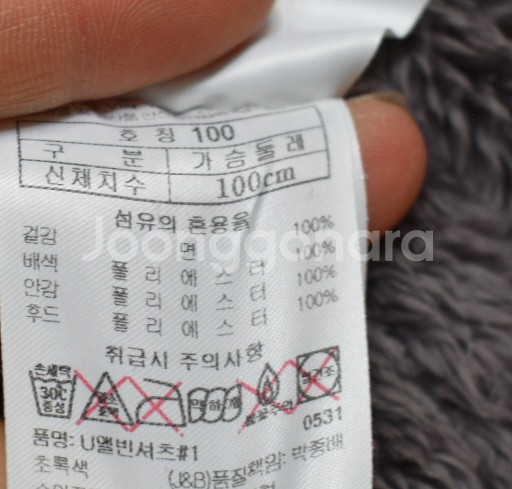 호 칭 100
구 분 가슴둘레
신체치수 100cm
섬유의 혼용율
겉감 면 100%
배색 폴리에스터 100%
안감 폴리에스터 100%
후드 폴리에스터 100%
취급시 주의사항
손세탁
30℃
중성
약하게
0531
품명: U앨빈셔츠#1
초록색 (J&B)품질책임: 박종배
Joonggonara